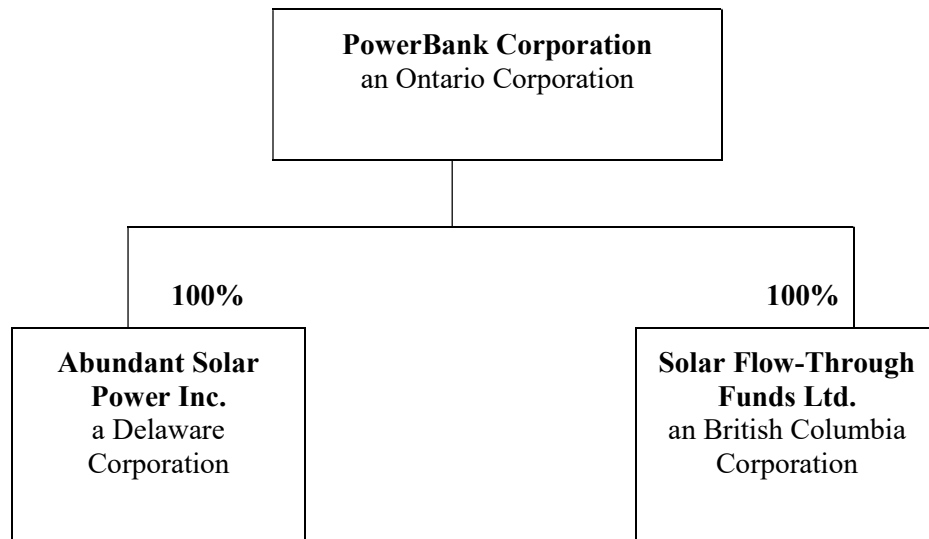 PowerBank Corporation
an Ontario Corporation
100%
100%
Abundant Solar
Power Inc.
a Delaware
Corporation
Solar Flow-Through
Funds Ltd.
an British Columbia
Corporation